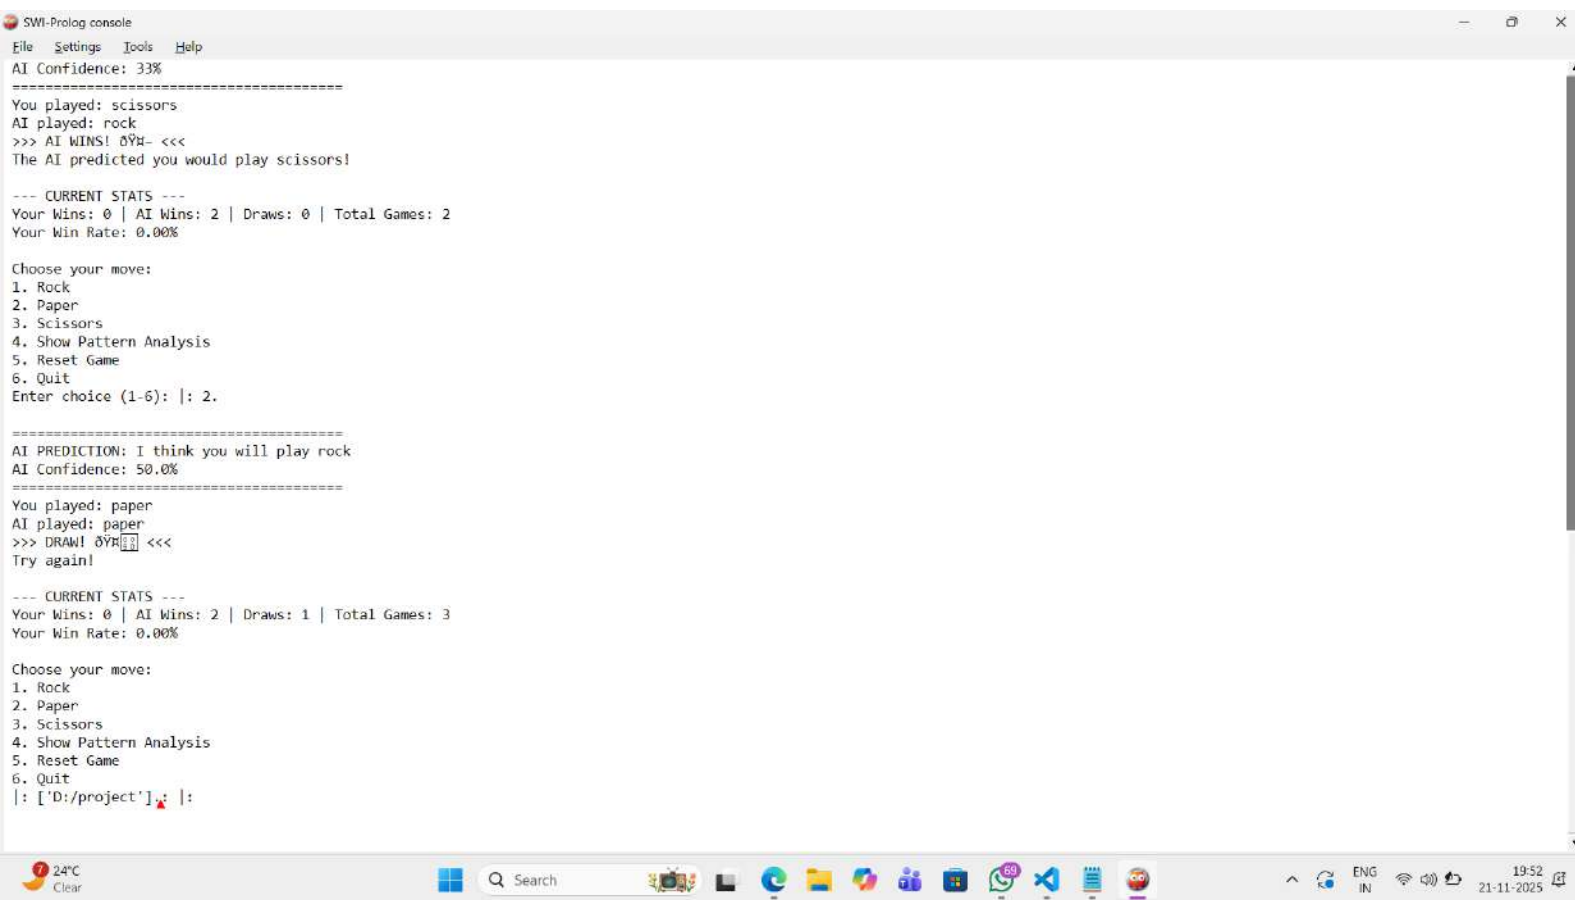 SWI-Prolog console
File Settings Tools Help
AI Confidence: 33%
========================================
You played: scissors
AI played: rock
>>> AI WINS! ðŸ¤– <<<
The AI predicted you would play scissors!
--- CURRENT STATS ---
Your Wins: 0 | AI Wins: 2 | Draws: 0 | Total Games: 2
Your Win Rate: 0.00%
Choose your move:
1. Rock
2. Paper
3. Scissors
4. Show Pattern Analysis
5. Reset Game
6. Quit
Enter choice (1-6): |: 2.
========================================
AI PREDICTION: I think you will play rock
AI Confidence: 50.0%
========================================
You played: paper
AI played: paper
>>> DRAW! ðŸ¤ <<<
Try again!
--- CURRENT STATS ---
Your Wins: 0 | AI Wins: 2 | Draws: 1 | Total Games: 3
Your Win Rate: 0.00%
Choose your move:
1. Rock
2. Paper
3. Scissors
4. Show Pattern Analysis
5. Reset Game
6. Quit
|: ['D:/project'].: |:
7 24°C
Clear
Search
69
ENG
IN
19:52
21-11-2025